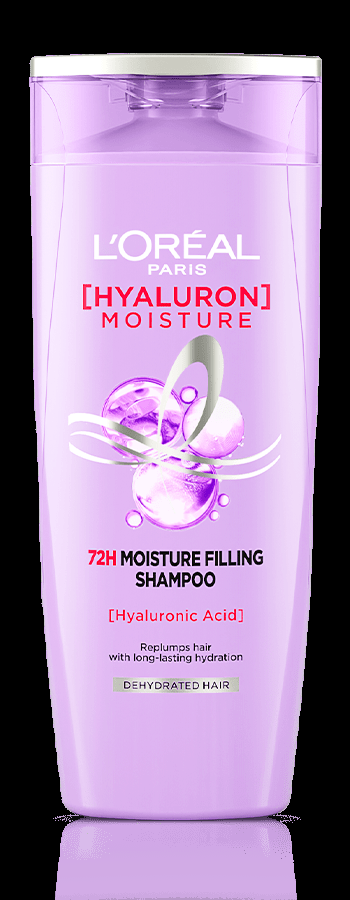 L'ORÉAL
PARIS
[HYALURON]
MOISTURE
72H MOISTURE FILLING
SHAMPOO
[Hyaluronic Acid]
Replumps hair
with long-lasting hydration
DEHYDRATED HAIR